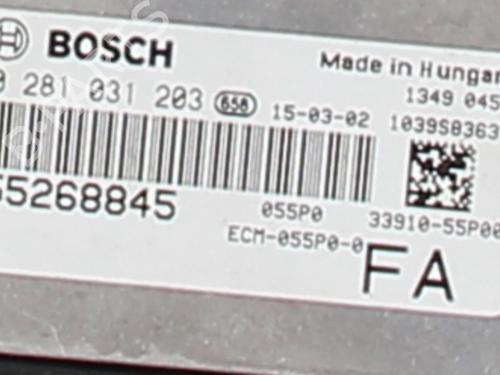 BOSCH
Made in Hungar
0 281 031 203 658 15-03-02
1349 045
1039S8363
55268845
055P0
33910-55P00
ECM-055P0-0
FA